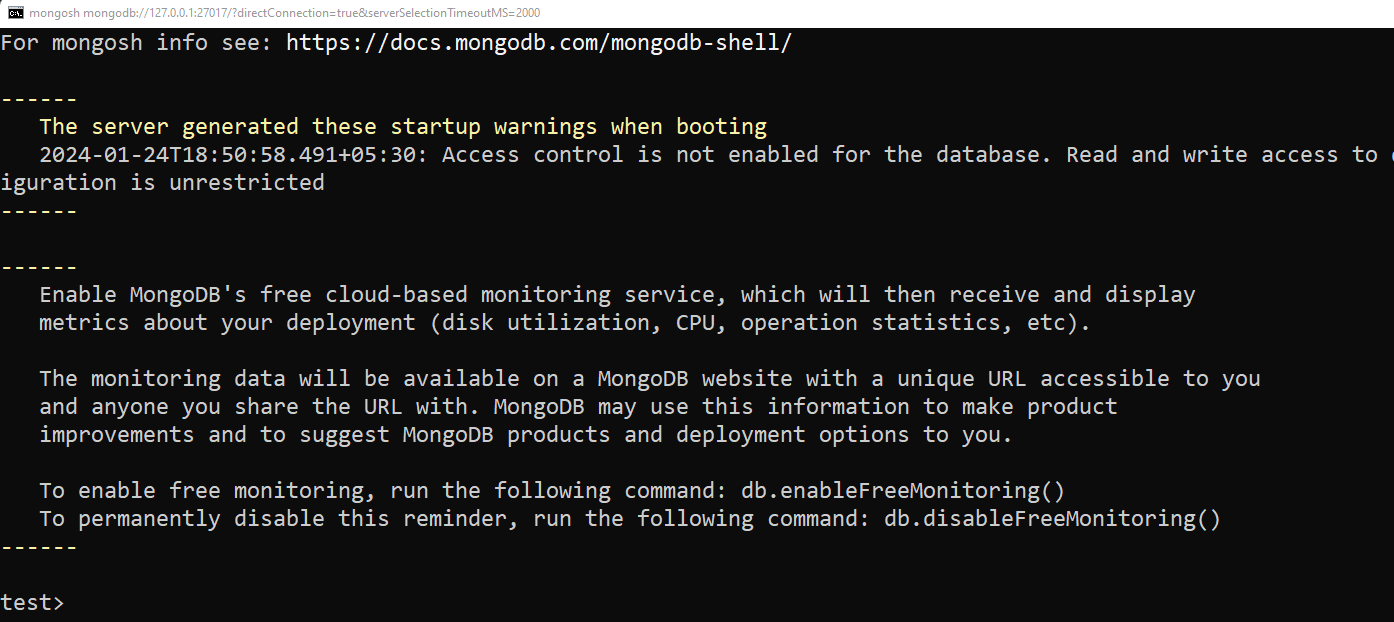 mongosh mongodb://127.0.0.1:27017/?directConnection=true&serverSelectionTimeoutMS=2000
For mongosh info see: https://docs.mongodb.com/mongodb-shell/
------
The server generated these startup warnings when booting
2024-01-24T18:50:58.491+05:30: Access control is not enabled for the database. Read and write access to
iguration is unrestricted
------
------
Enable MongoDB's free cloud-based monitoring service, which will then receive and display
metrics about your deployment (disk utilization, CPU, operation statistics, etc).
The monitoring data will be available on a MongoDB website with a unique URL accessible to you
and anyone you share the URL with. MongoDB may use this information to make product
improvements and to suggest MongoDB products and deployment options to you.
To enable free monitoring, run the following command: db.enableFreeMonitoring()
To permanently disable this reminder, run the following command: db.disableFreeMonitoring()
------
test>